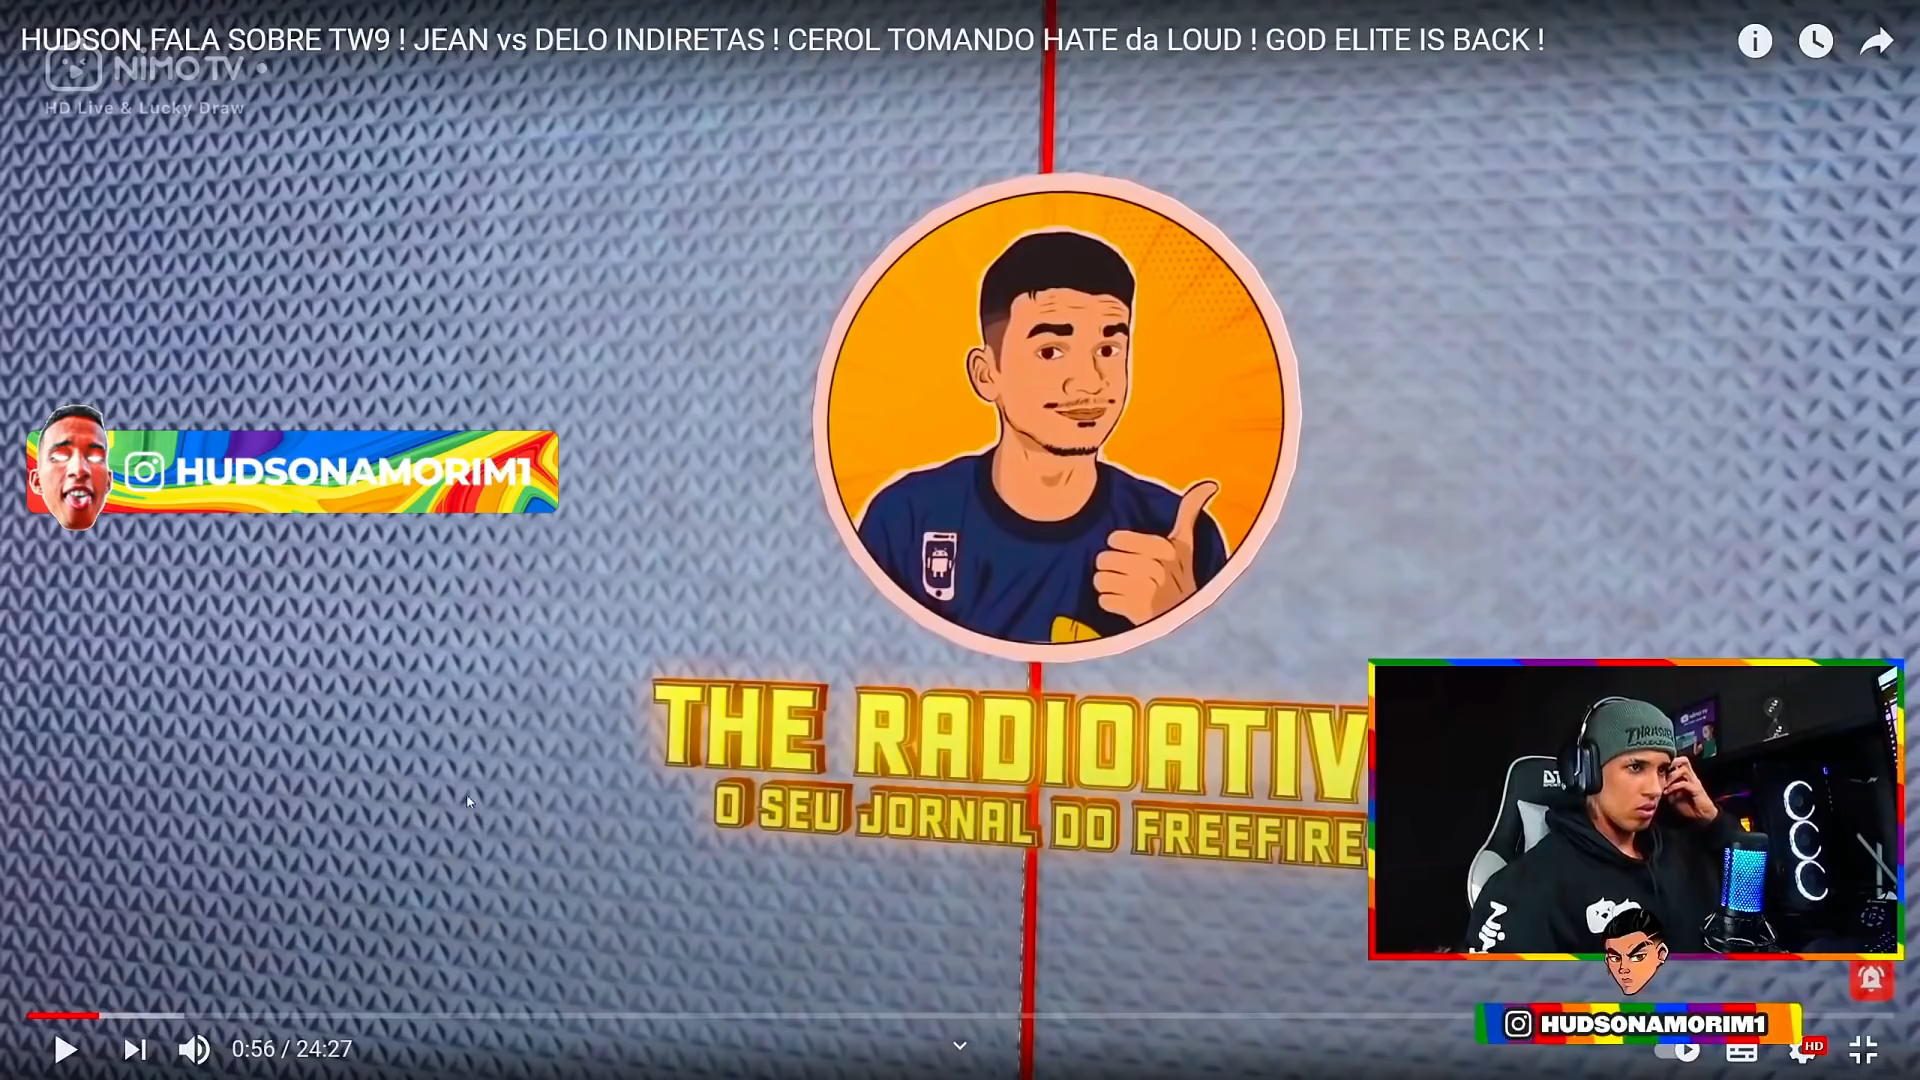 HUDSON FALA SOBRE TW9 ! JEAN vs DELO INDIRETAS ! CEROL TOMANDO HATE da LOUD ! GOD ELITE IS BACK !
NIMO TV
HD Live & Lucky Draw
HUDSONAMORIM1
THE RADIOATIV
O SEU JORNAL DO FREEFIRE
HUDSONAMORIM1
0:56 / 24:27
HD